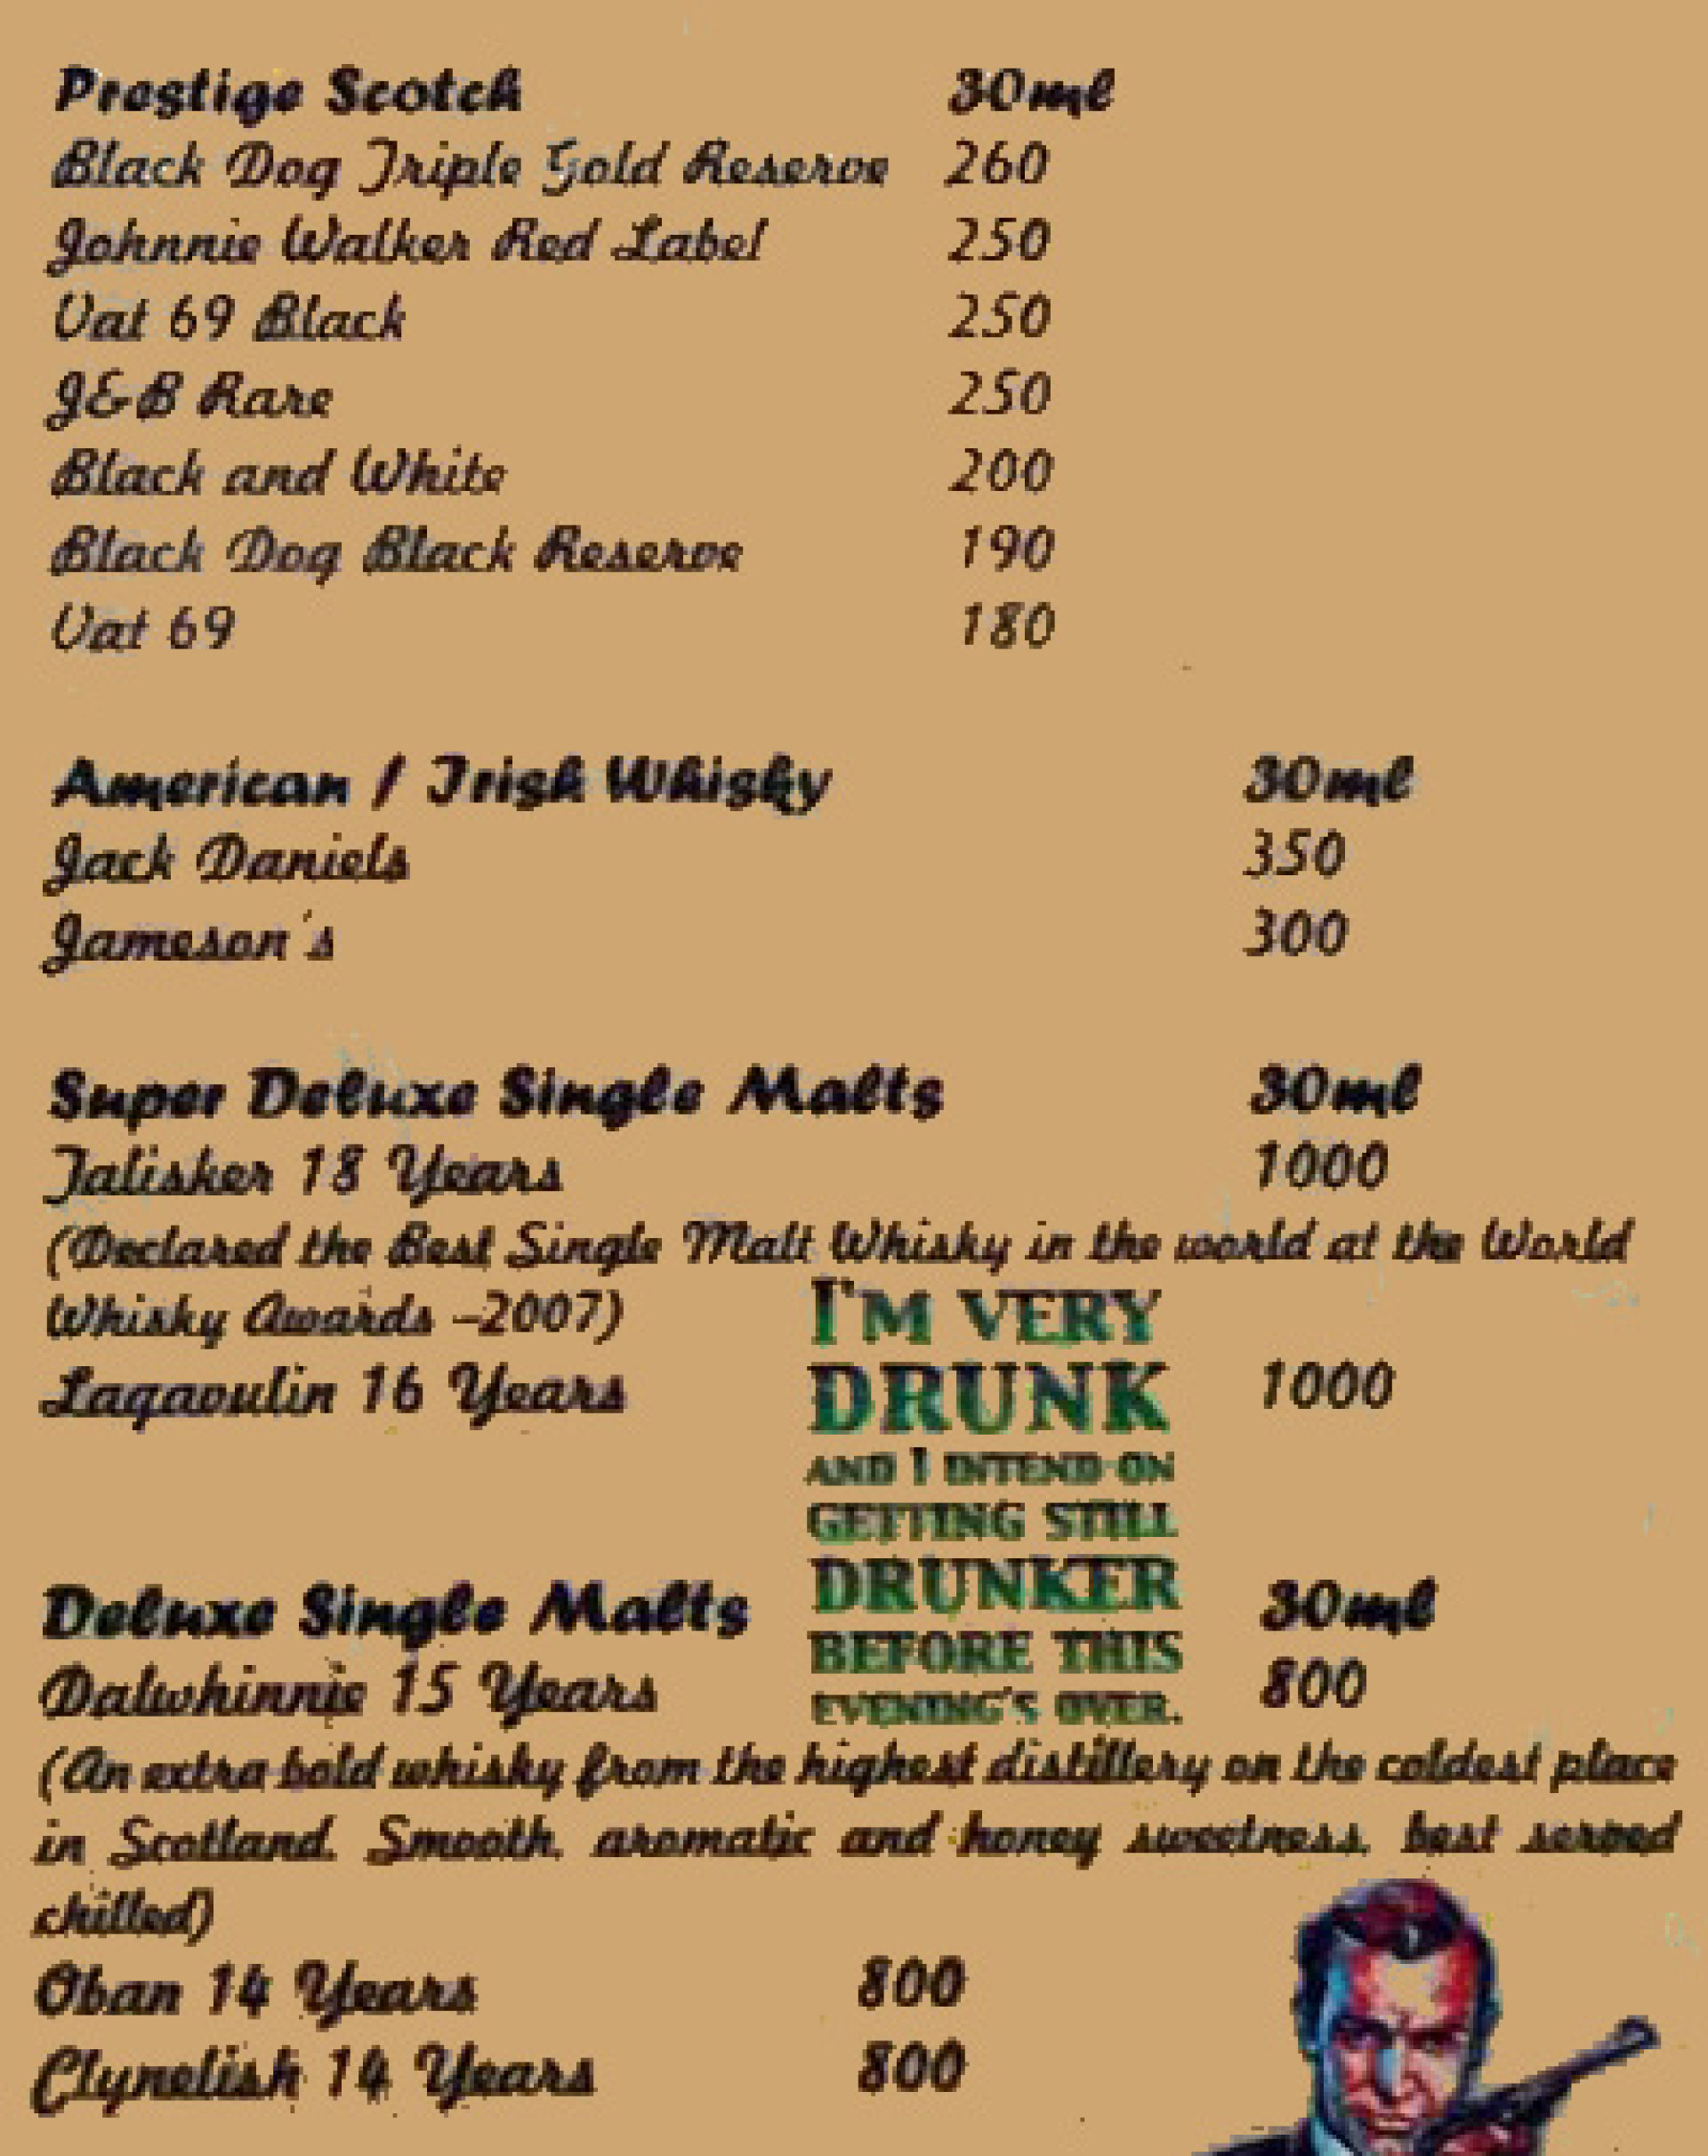 Prestige Scotch 30ml
Black Dog Triple Gold Reserve 260
Johnnie Walker Red Label 250
Vat 69 Black 250
J&B Rare 250
Black and White 200
Black Dog Black Reserve 190
Vat 69 180
American / Irish Whisky 30ml
Jack Daniels 350
Jameson's 300
Super Deluxe Single Malts 30ml
Talisker 18 Years 1000
(Declared the Best Single Malt Whisky in the world at the World
Whisky Awards –2007)
Lagavulin 16 Years 1000
I'M VERY
DRUNK
AND I INTEND ON
GETTING STILL
DRUNKER
BEFORE THIS
EVENING'S OVER.
Deluxe Single Malts 30ml
Dalwhinnie 15 Years 800
(An extra bold whisky from the highest distillery on the coldest place
in Scotland. Smooth, aromatic and honey sweetness, best served
chilled)
Oban 14 Years 800
Clynelish 14 Years 800